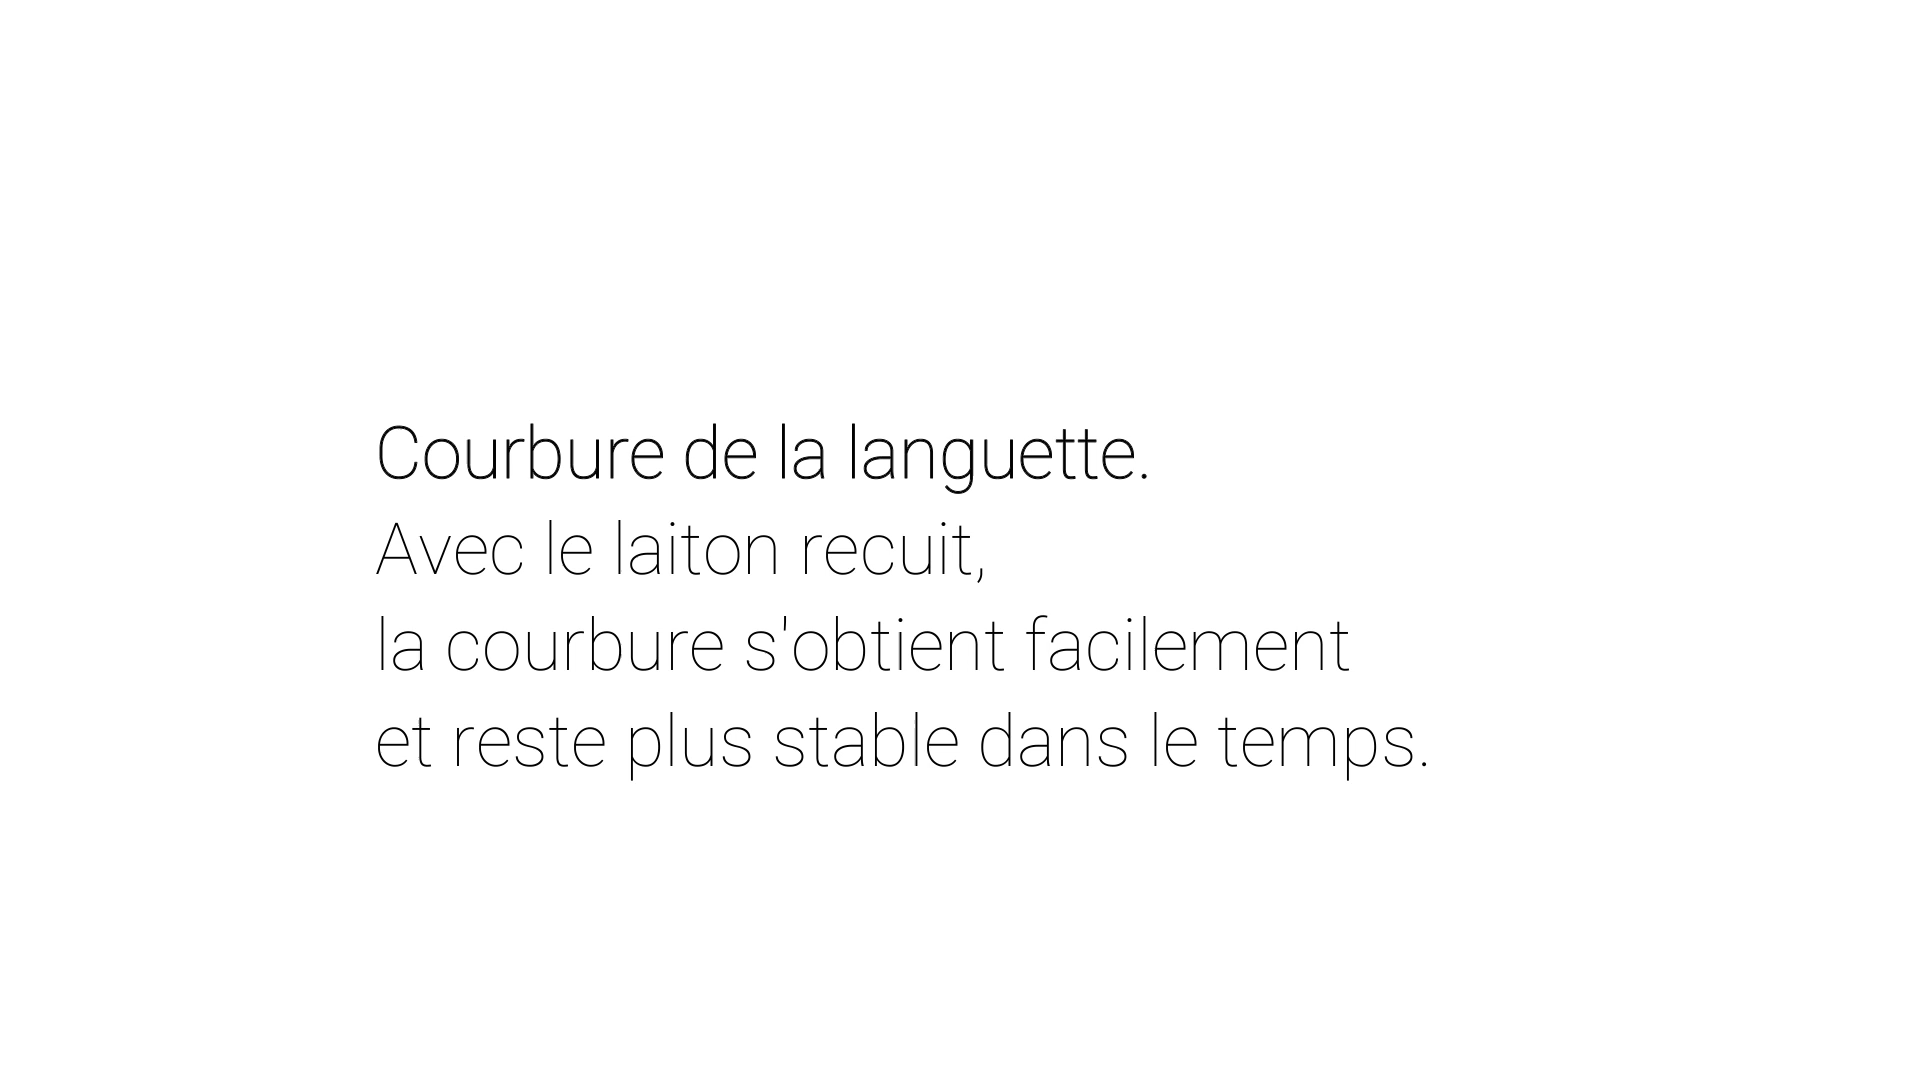 Courbure de la languette.
Avec le laiton recuit,
la courbure s'obtient facilement
et reste plus stable dans le temps.